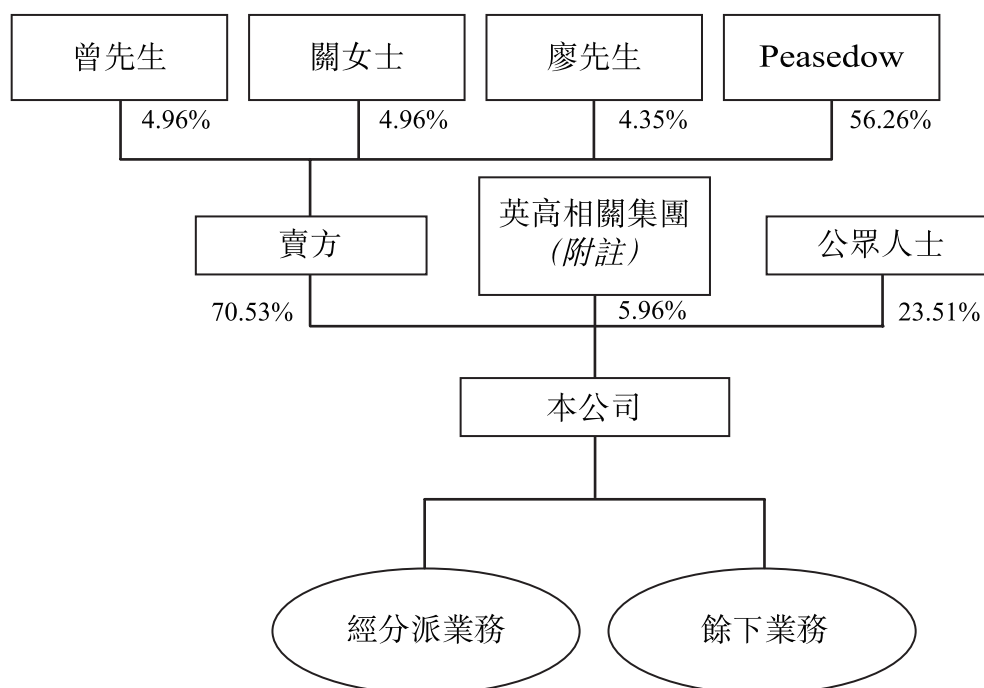 曾先生
關女士
廖先生
Peasedow
4.96%
4.96%
4.35%
56.26%
賣方
英高相關集團
(附註)
公眾人士
70.53%
5.96%
23.51%
本公司
經分派業務
餘下業務